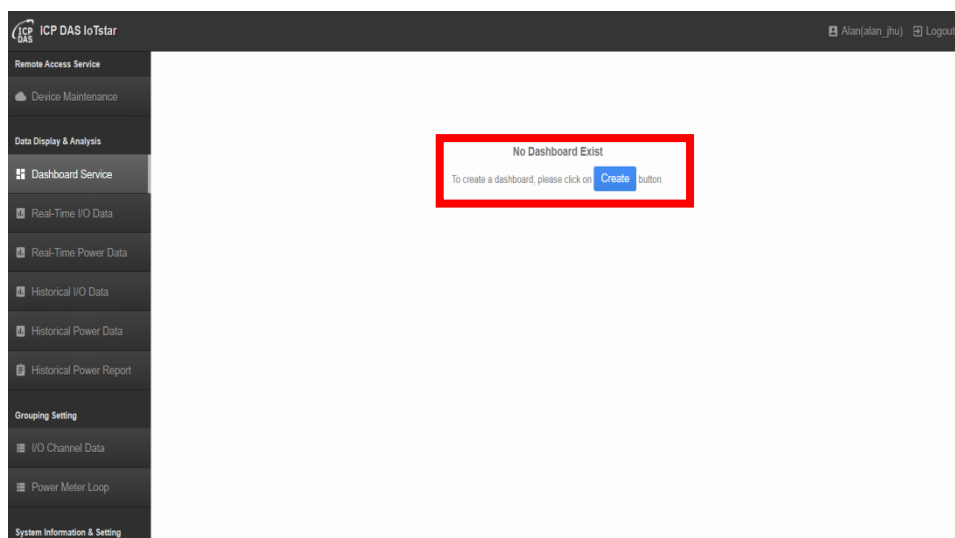 ICP DAS ICP DAS IoTstar
Alan(alan_jhu) Logout
Remote Access Service
Device Maintenance
Data Display & Analysis
Dashboard Service
Real-Time I/O Data
Real-Time Power Data
Historical I/O Data
Historical Power Data
Historical Power Report
Grouping Setting
I/O Channel Data
Power Meter Loop
System Information & Setting
No Dashboard Exist
To create a dashboard, please click on Create button.